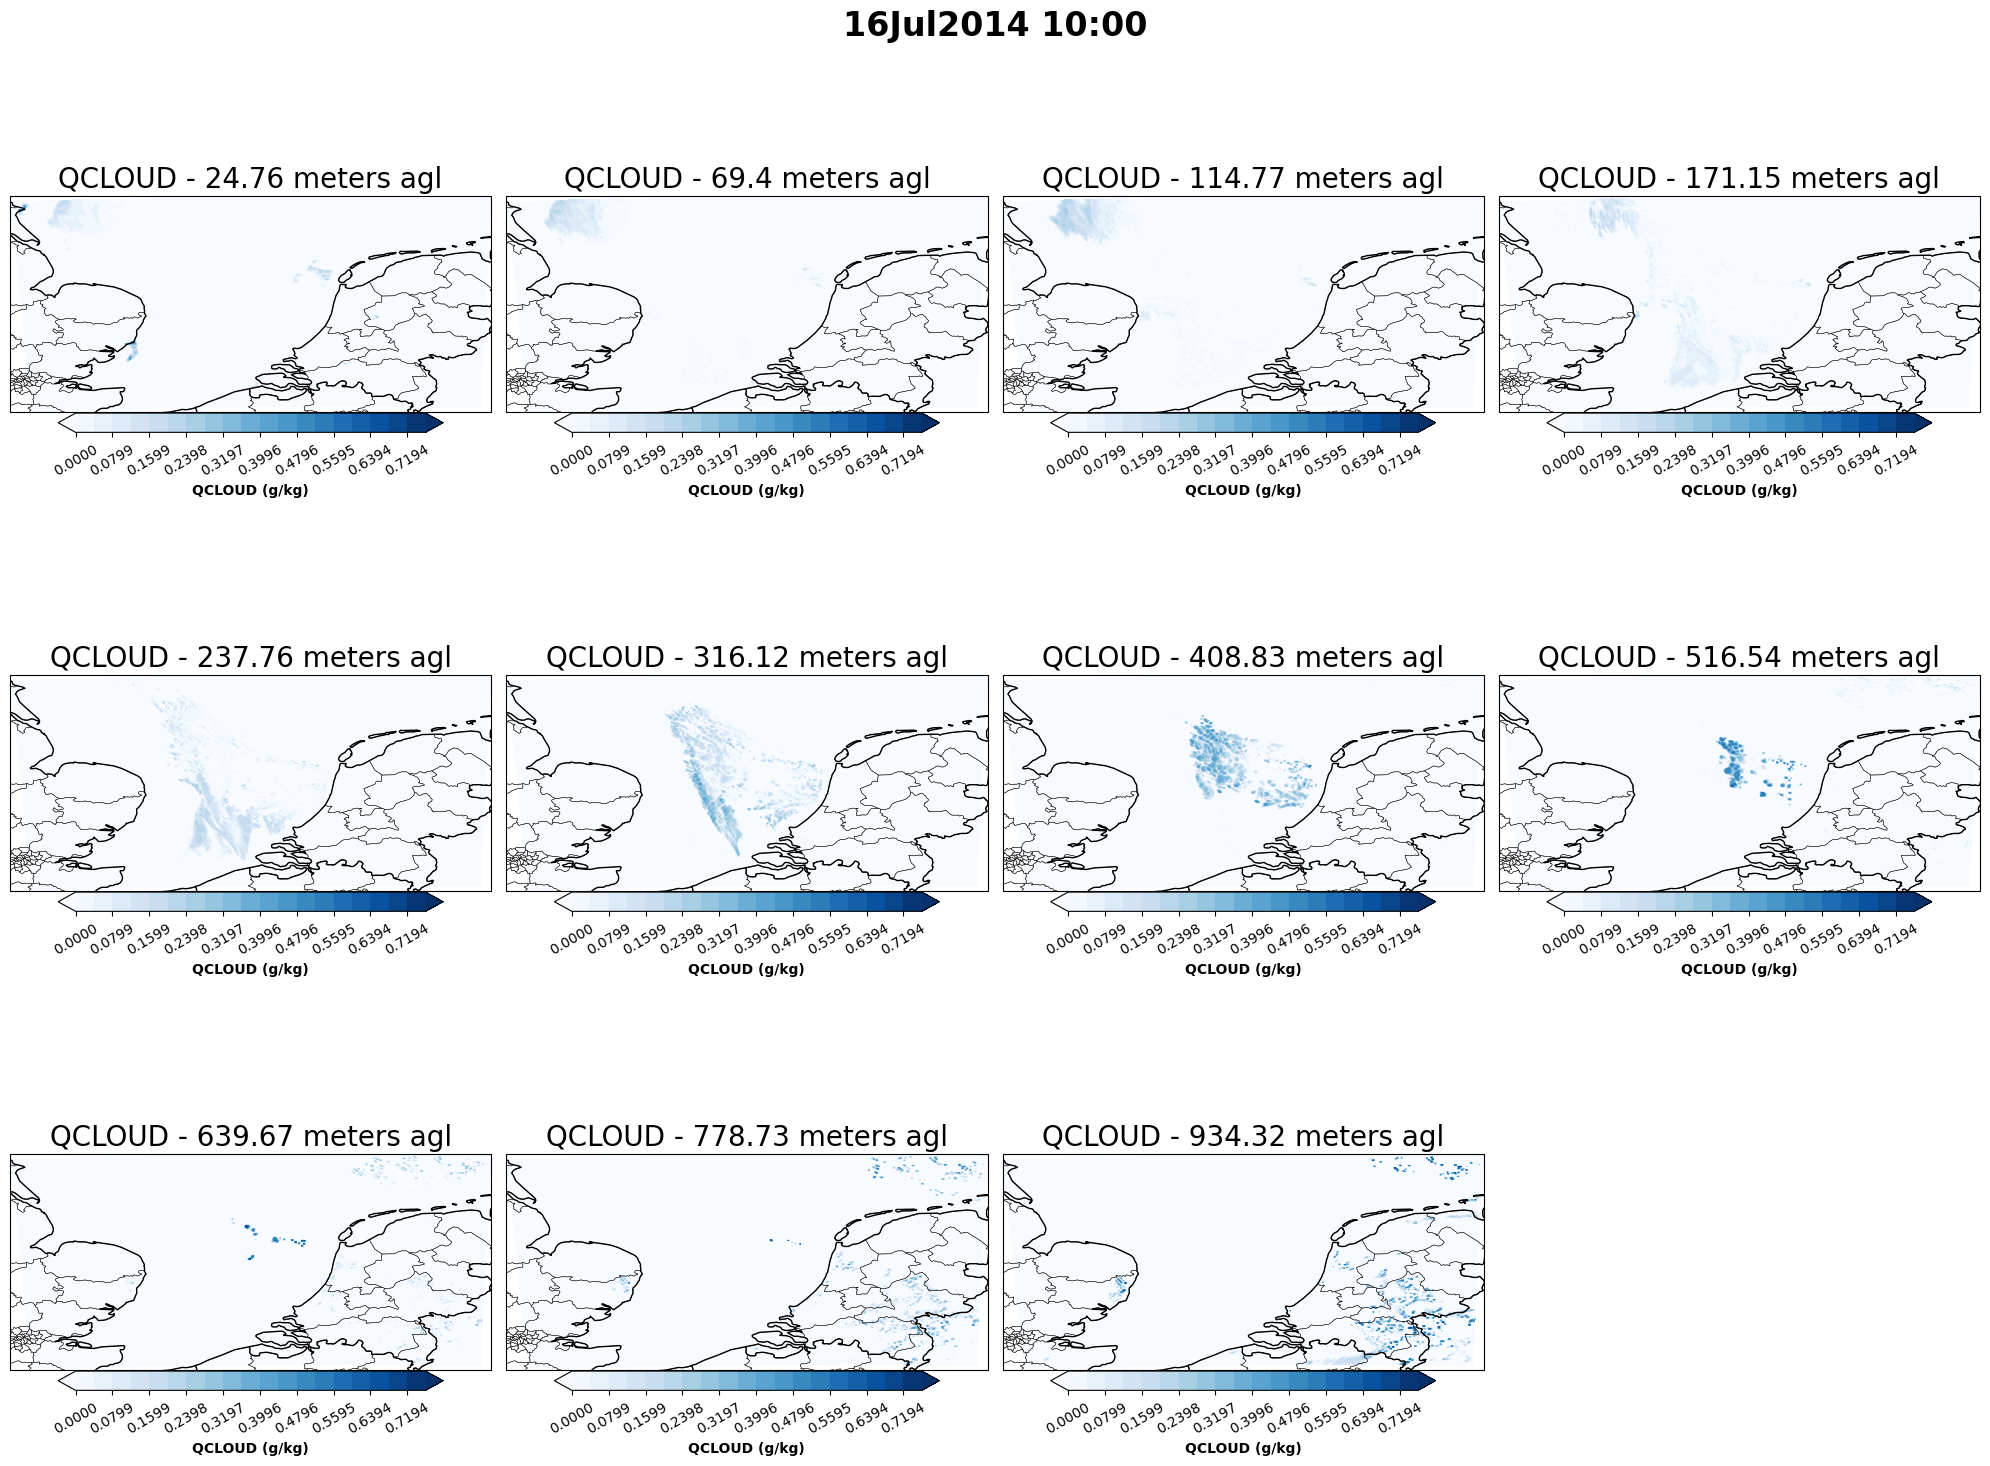 16Jul2014 10:00
QCLOUD - 24.76 meters agl
QCLOUD - 69.4 meters agl
QCLOUD - 114.77 meters agl
QCLOUD - 171.15 meters agl
0.0000 0.0799 0.1599 0.2398 0.3197 0.3996 0.4796 0.5595 0.6394 0.7194
0.0000 0.0799 0.1599 0.2398 0.3197 0.3996 0.4796 0.5595 0.6394 0.7194
0.0000 0.0799 0.1599 0.2398 0.3197 0.3996 0.4796 0.5595 0.6394 0.7194
0.0000 0.0799 0.1599 0.2398 0.3197 0.3996 0.4796 0.5595 0.6394 0.7194
QCLOUD (g/kg)
QCLOUD (g/kg)
QCLOUD (g/kg)
QCLOUD (g/kg)
QCLOUD - 237.76 meters agl
QCLOUD - 316.12 meters agl
QCLOUD - 408.83 meters agl
QCLOUD - 516.54 meters agl
0.0000 0.0799 0.1599 0.2398 0.3197 0.3996 0.4796 0.5595 0.6394 0.7194
0.0000 0.0799 0.1599 0.2398 0.3197 0.3996 0.4796 0.5595 0.6394 0.7194
0.0000 0.0799 0.1599 0.2398 0.3197 0.3996 0.4796 0.5595 0.6394 0.7194
0.0000 0.0799 0.1599 0.2398 0.3197 0.3996 0.4796 0.5595 0.6394 0.7194
QCLOUD (g/kg)
QCLOUD (g/kg)
QCLOUD (g/kg)
QCLOUD (g/kg)
QCLOUD - 639.67 meters agl
QCLOUD - 778.73 meters agl
QCLOUD - 934.32 meters agl
0.0000 0.0799 0.1599 0.2398 0.3197 0.3996 0.4796 0.5595 0.6394 0.7194
0.0000 0.0799 0.1599 0.2398 0.3197 0.3996 0.4796 0.5595 0.6394 0.7194
0.0000 0.0799 0.1599 0.2398 0.3197 0.3996 0.4796 0.5595 0.6394 0.7194
QCLOUD (g/kg)
QCLOUD (g/kg)
QCLOUD (g/kg)